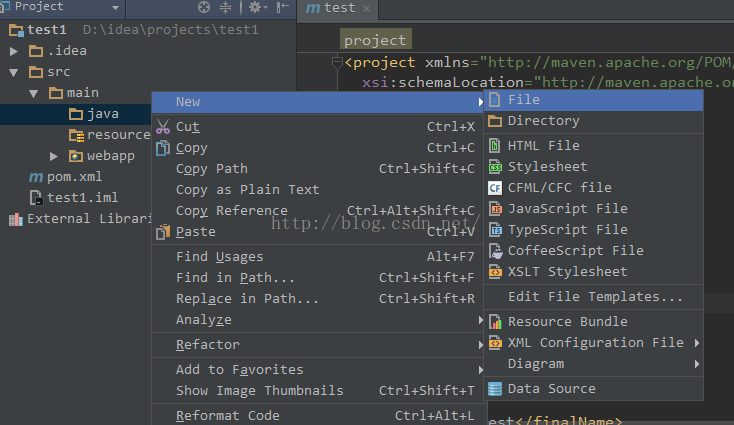 Project
test
test1 D:\idea\projects\test1
.idea
src
main
java
resource
webapp
pom.xml
test1.iml
External Librari
project
<project xmlns="http://maven.apache.org/POM/
xsi:schemaLocation="http://maven.apache.o
New
Cut Ctrl+X
Copy Ctrl+C
Copy Path Ctrl+Shift+C
Copy as Plain Text
Copy Reference Ctrl+Alt+Shift+C
Paste Ctrl+V
Find Usages Alt+F7
Find in Path... Ctrl+Shift+F
Replace in Path... Ctrl+Shift+R
Analyze
Refactor
Add to Favorites
Show Image Thumbnails Ctrl+Shift+T
Reformat Code Ctrl+Alt+L
File
Directory
HTML File
Stylesheet
CFML/CFC file
JavaScript File
TypeScript File
CoffeeScript File
XSLT Stylesheet
Edit File Templates...
Resource Bundle
XML Configuration File
Diagram
Data Source
est</finalName>
http://blog.csdn.net/